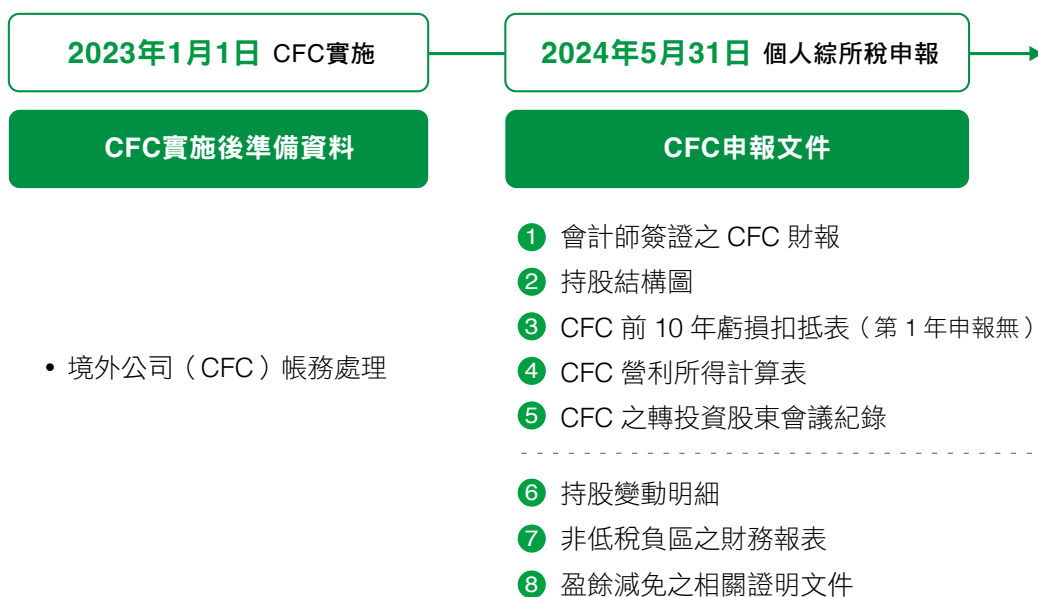 2023年1月1日 CFC實施
2024年5月31日 個人綜所稅申報
CFC實施後準備資料
CFC申報文件
• 境外公司（CFC）帳務處理
1 會計師簽證之 CFC 財報
2 持股結構圖
3 CFC 前 10 年虧損扣抵表（第 1 年申報無）
4 CFC 營利所得計算表
5 CFC 之轉投資股東會議紀錄
6 持股變動明細
7 非低稅負區之財務報表
8 盈餘減免之相關證明文件